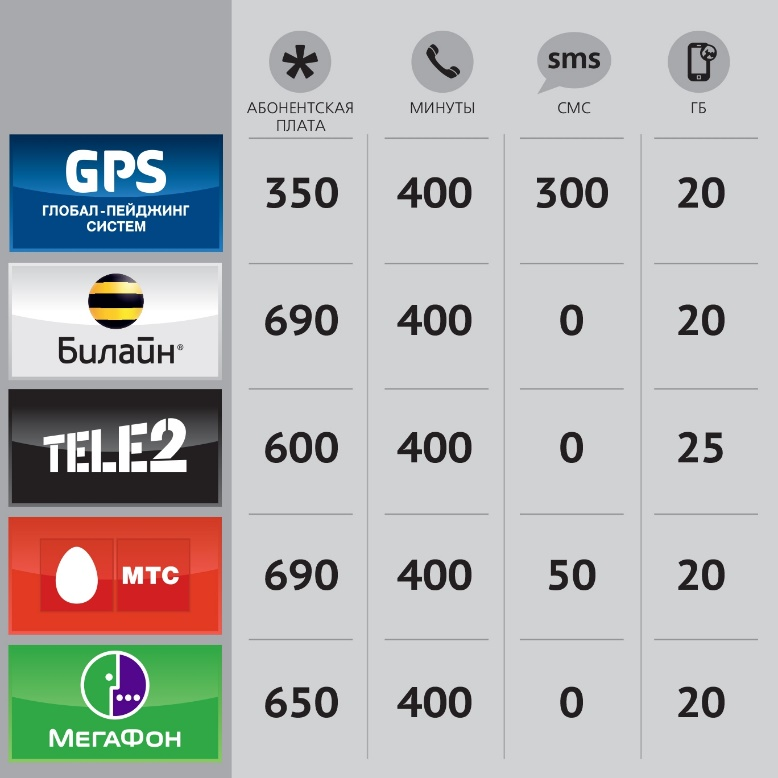 sms
АБОНЕНТСКАЯ
ПЛАТА
МИНУТЫ
СМС
ГБ
GPS
ГЛОБАЛ-ПЕЙДЖИНГ
СИСТЕМ
350 400 300 20
Билайн®
690 400 0 20
TELE2
600 400 0 25
МТС
690 400 50 20
МЕГАФОН
650 400 0 20